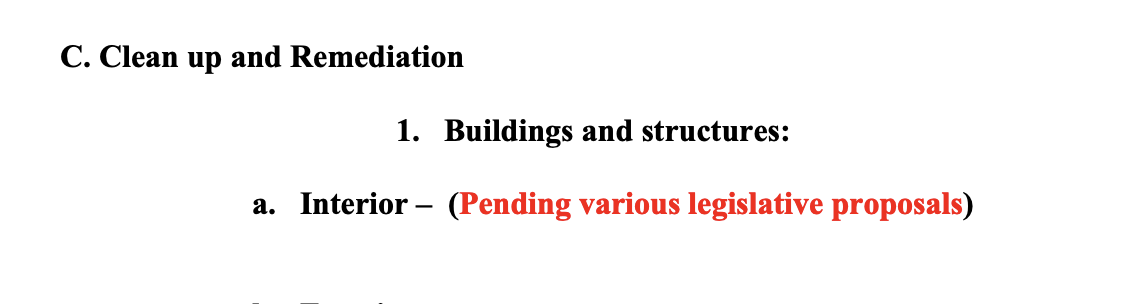 C. Clean up and Remediation
1. Buildings and structures:
a. Interior – (Pending various legislative proposals)